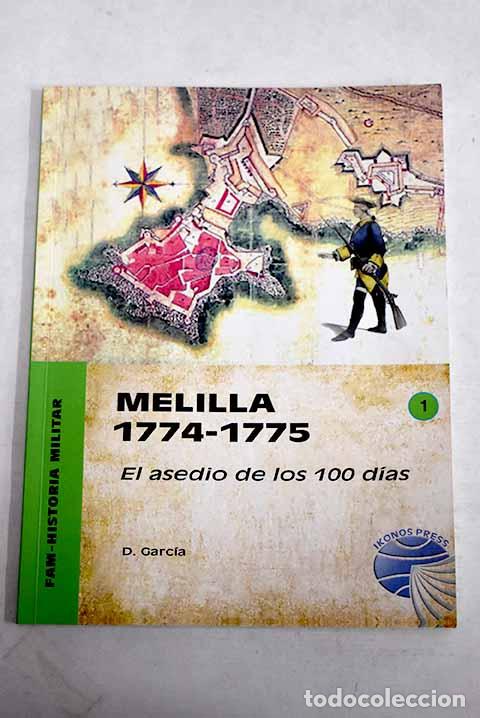 MELILLA
1774-1775
1
El asedio de los 100 días
D. García
FAM-HISTORIA MILITAR
IKONOS PRESS
todocoleccion